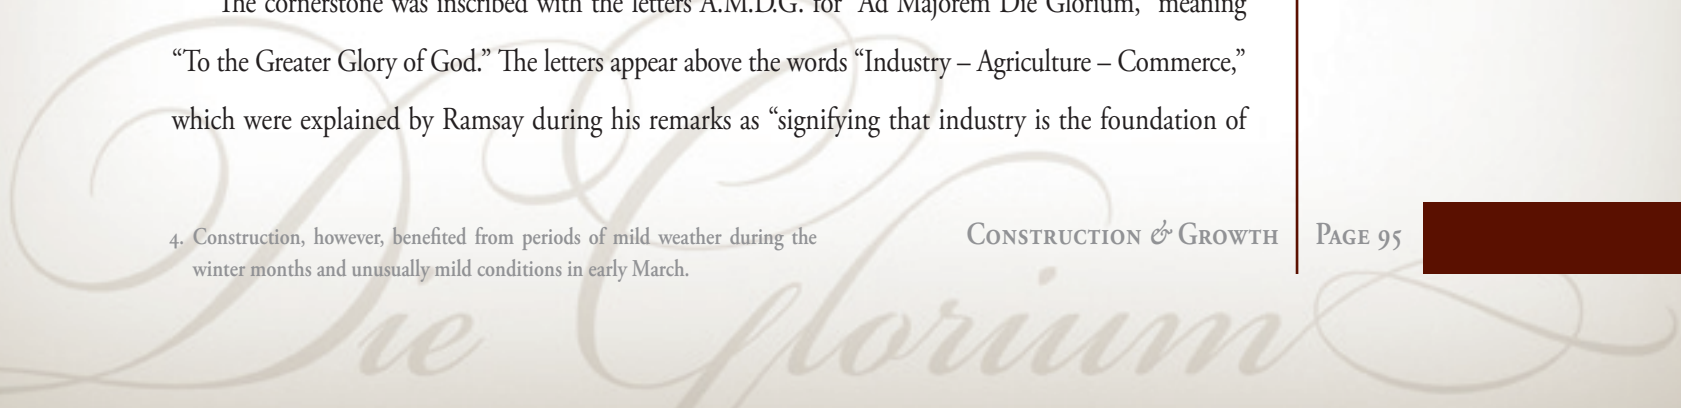 The cornerstone was inscribed with the letters A.M.D.G. for “Ad Majorem Die Glorium,” meaning
“To the Greater Glory of God.” The letters appear above the words “Industry – Agriculture – Commerce,”
which were explained by Ramsay during his remarks as “signifying that industry is the foundation of
4. Construction, however, benefited from periods of mild weather during the
winter months and unusually mild conditions in early March.
Construction & Growth Page 95
Die Glorium